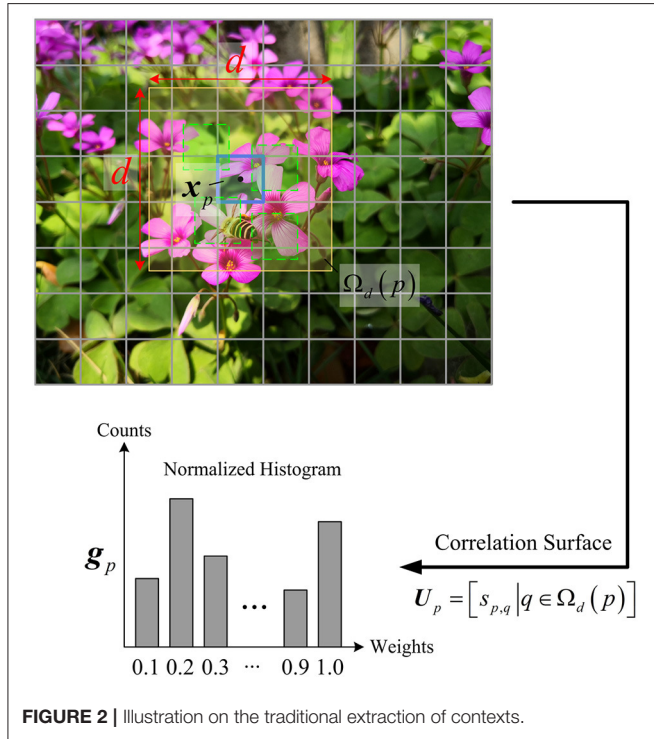 d
d
x_p
Ω_d(p)
Counts
Normalized Histogram
g_p
Correlation Surface
U_p = [s_{p,q} | q ∈ Ω_d(p)]
...
Weights
0.1 0.2 0.3 ... 0.9 1.0
FIGURE 2 | Illustration on the traditional extraction of contexts.